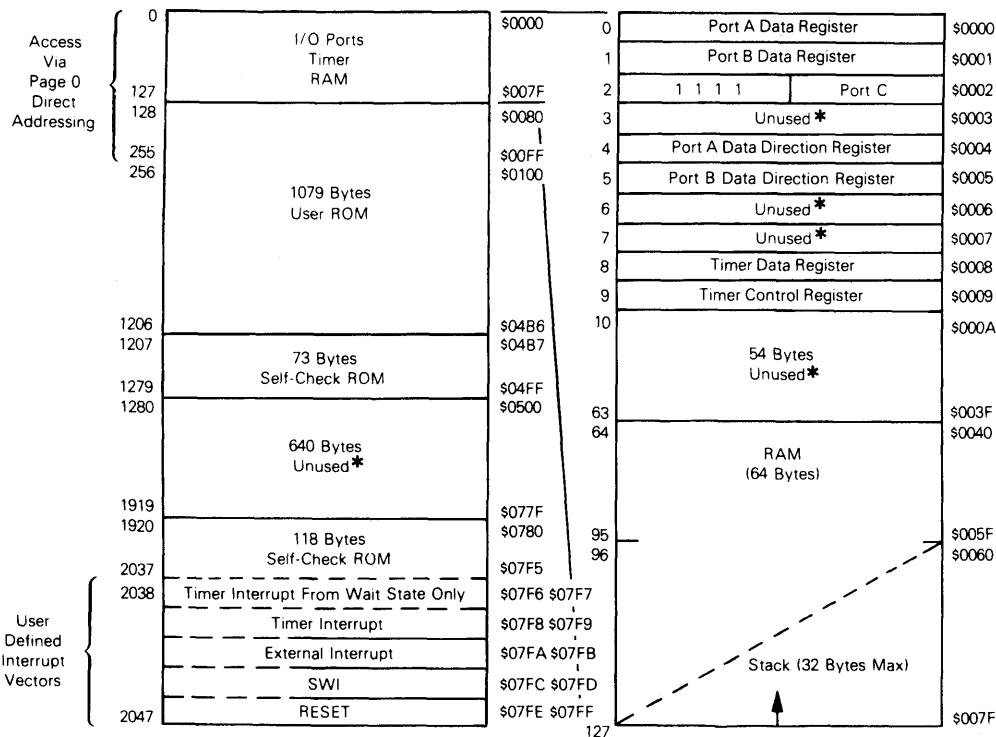 Access
Via
Page 0
Direct
Addressing
0
127
128
255
256
1206
1207
1279
1280
1919
1920
2037
2038
2047
User
Defined
Interrupt
Vectors
I/O Ports
Timer
RAM
1079 Bytes
User ROM
73 Bytes
Self-Check ROM
640 Bytes
Unused*
118 Bytes
Self-Check ROM
Timer Interrupt From Wait State Only
Timer Interrupt
External Interrupt
SWI
RESET
$0000
$007F
$0080
$00FF
$0100
$04B6
$04B7
$04FF
$0500
$077F
$0780
$07F5
$07F6 $07F7
$07F8 $07F9
$07FA $07FB
$07FC $07FD
$07FE $07FF
0 Port A Data Register $0000
1 Port B Data Register $0001
2 1 1 1 1 Port C $0002
3 Unused* $0003
4 Port A Data Direction Register $0004
5 Port B Data Direction Register $0005
6 Unused* $0006
7 Unused* $0007
8 Timer Data Register $0008
9 Timer Control Register $0009
10 $000A
54 Bytes
Unused*
63 $003F
64 $0040
RAM
(64 Bytes)
95 $005F
96 $0060
Stack (32 Bytes Max)
127 $007F